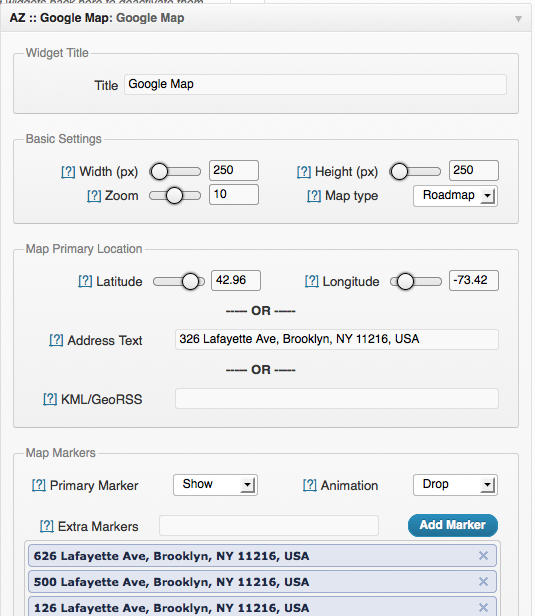 widgets back here to deactivate them
AZ :: Google Map: Google Map
Widget Title
Title Google Map
Basic Settings
[?] Width (px) 250 [?] Height (px) 250
[?] Zoom 10 [?] Map type Roadmap
Map Primary Location
[?] Latitude 42.96 [?] Longitude -73.42
----- OR -----
[?] Address Text 326 Lafayette Ave, Brooklyn, NY 11216, USA
----- OR -----
[?] KML/GeoRSS
Map Markers
[?] Primary Marker Show [?] Animation Drop
[?] Extra Markers Add Marker
626 Lafayette Ave, Brooklyn, NY 11216, USA
500 Lafayette Ave, Brooklyn, NY 11216, USA
126 Lafayette Ave, Brooklyn, NY 11216, USA